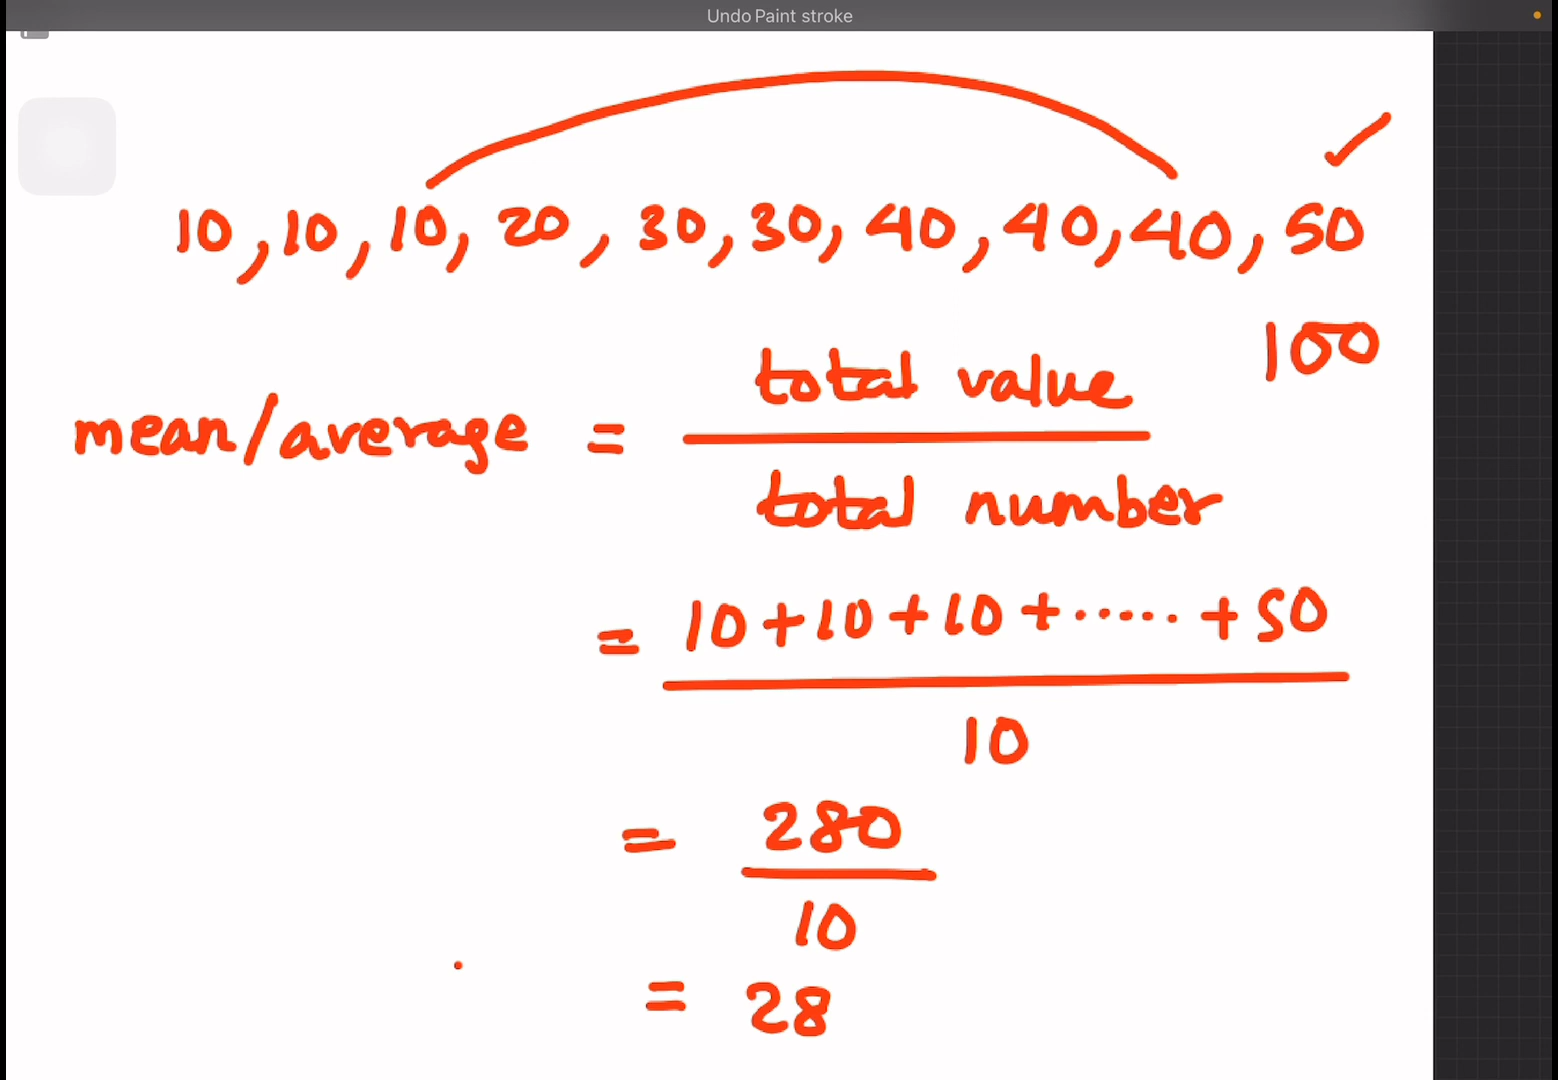 Undo Paint stroke
10, 10, 10, 20, 30, 30, 40, 40, 40, 50
100
total value
mean/average =
total number
= 10+10+10+.....+50
10
= 280
10
= 28